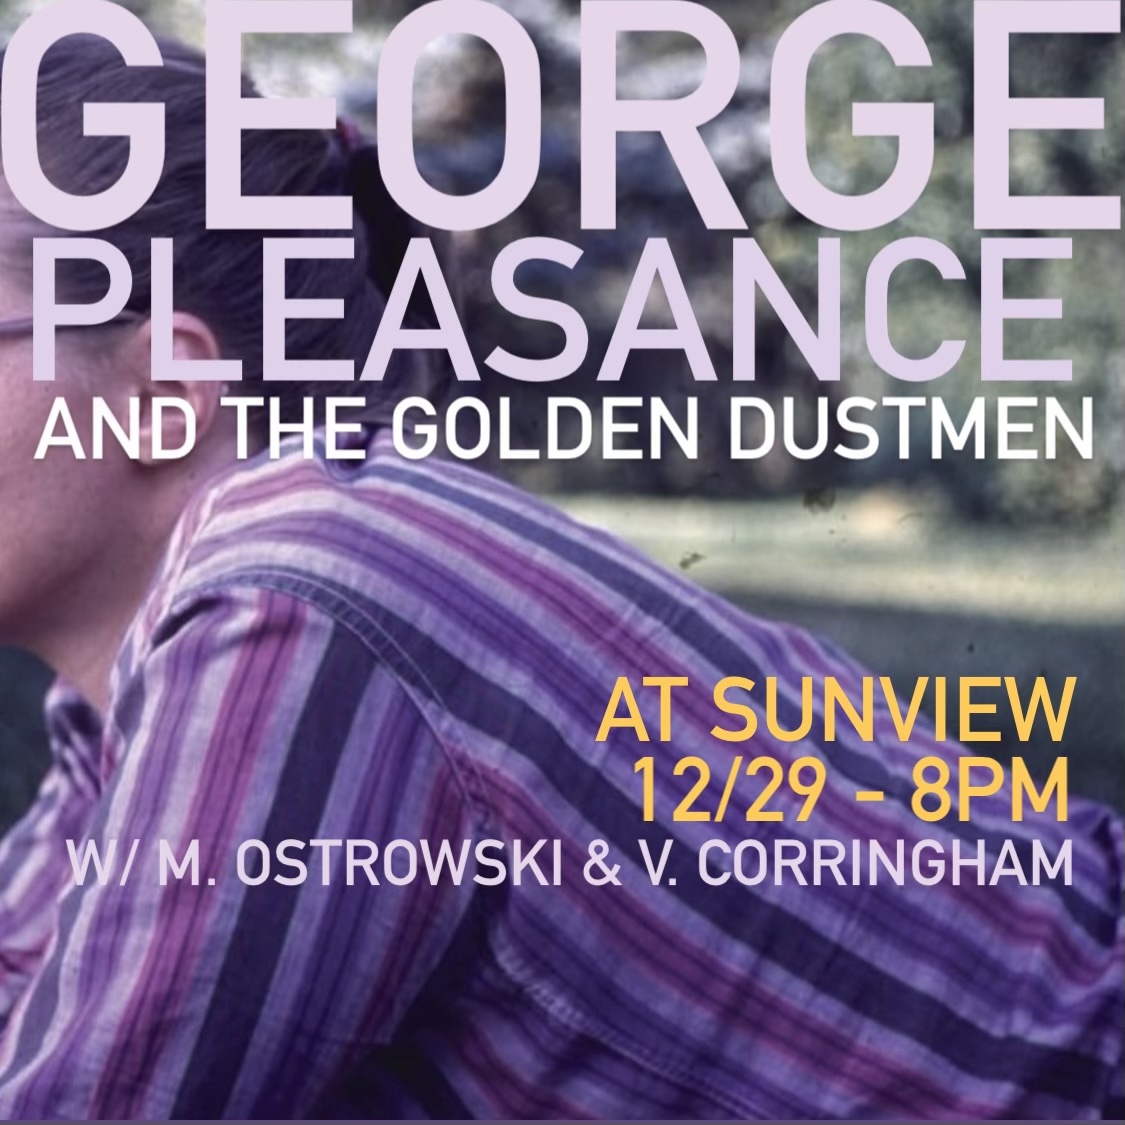 GEORGE
PLEASANCE
AND THE GOLDEN DUSTMEN
AT SUNVIEW
12/29 - 8PM
W/ M. OSTROWSKI & V. CORRINGHAM